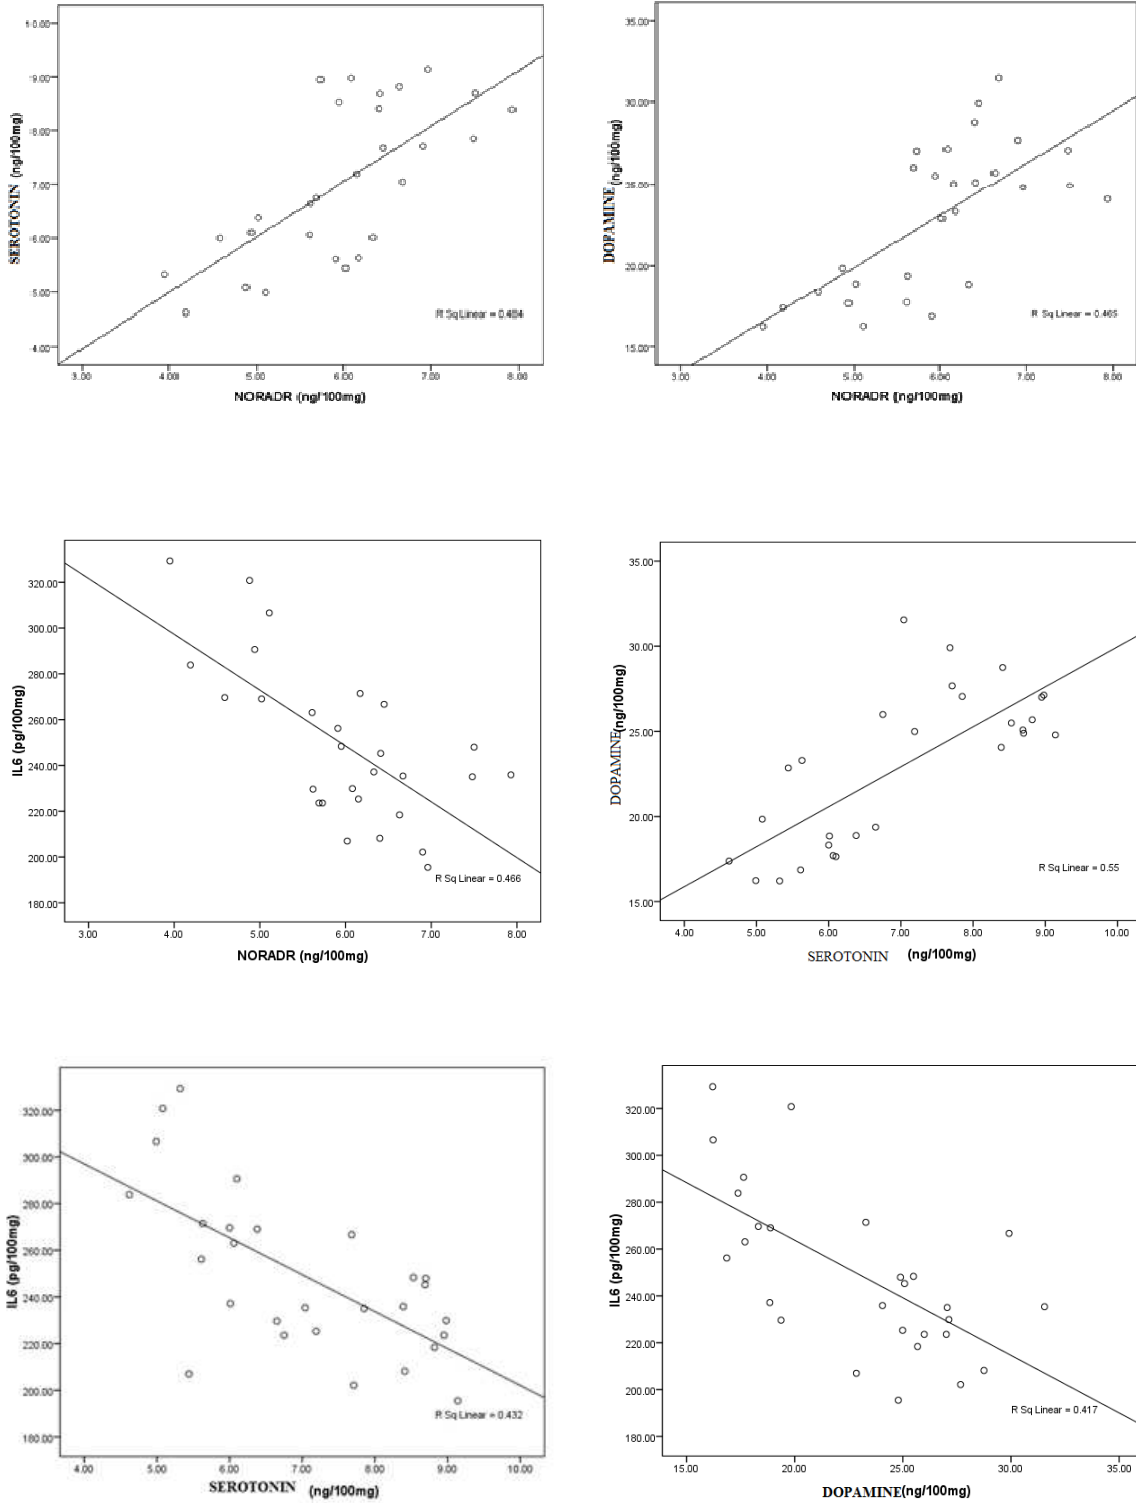 10.00
9.00
8.00
7.00
6.00
5.00
4.00
SEROTONIN (ng/100mg)
R Sq Linear = 0.484
3.00 4.00 5.00 6.00 7.00 8.00
NORADR (ng/100mg)
35.00
30.00
25.00
20.00
15.00
DOPAMINE (ng/100mg)
R Sq Linear = 0.465
3.00 4.00 5.00 6.00 7.00 8.00
NORADR (ng/100mg)
320.00
300.00
280.00
260.00
240.00
220.00
200.00
180.00
IL6 (pg/100mg)
R Sq Linear = 0.466
3.00 4.00 5.00 6.00 7.00 8.00
NORADR (ng/100mg)
35.00
30.00
25.00
20.00
15.00
DOPAMINE (ng/100mg)
R Sq Linear = 0.55
4.00 5.00 6.00 7.00 8.00 9.00 10.00
SEROTONIN (ng/100mg)
320.00
300.00
280.00
260.00
240.00
220.00
200.00
180.00
IL6 (pg/100mg)
R Sq Linear = 0.432
4.00 5.00 6.00 7.00 8.00 9.00 10.00
SEROTONIN (ng/100mg)
320.00
300.00
280.00
260.00
240.00
220.00
200.00
180.00
IL6 (pg/100mg)
R Sq Linear = 0.417
15.00 20.00 25.00 30.00 35.00
DOPAMINE(ng/100mg)